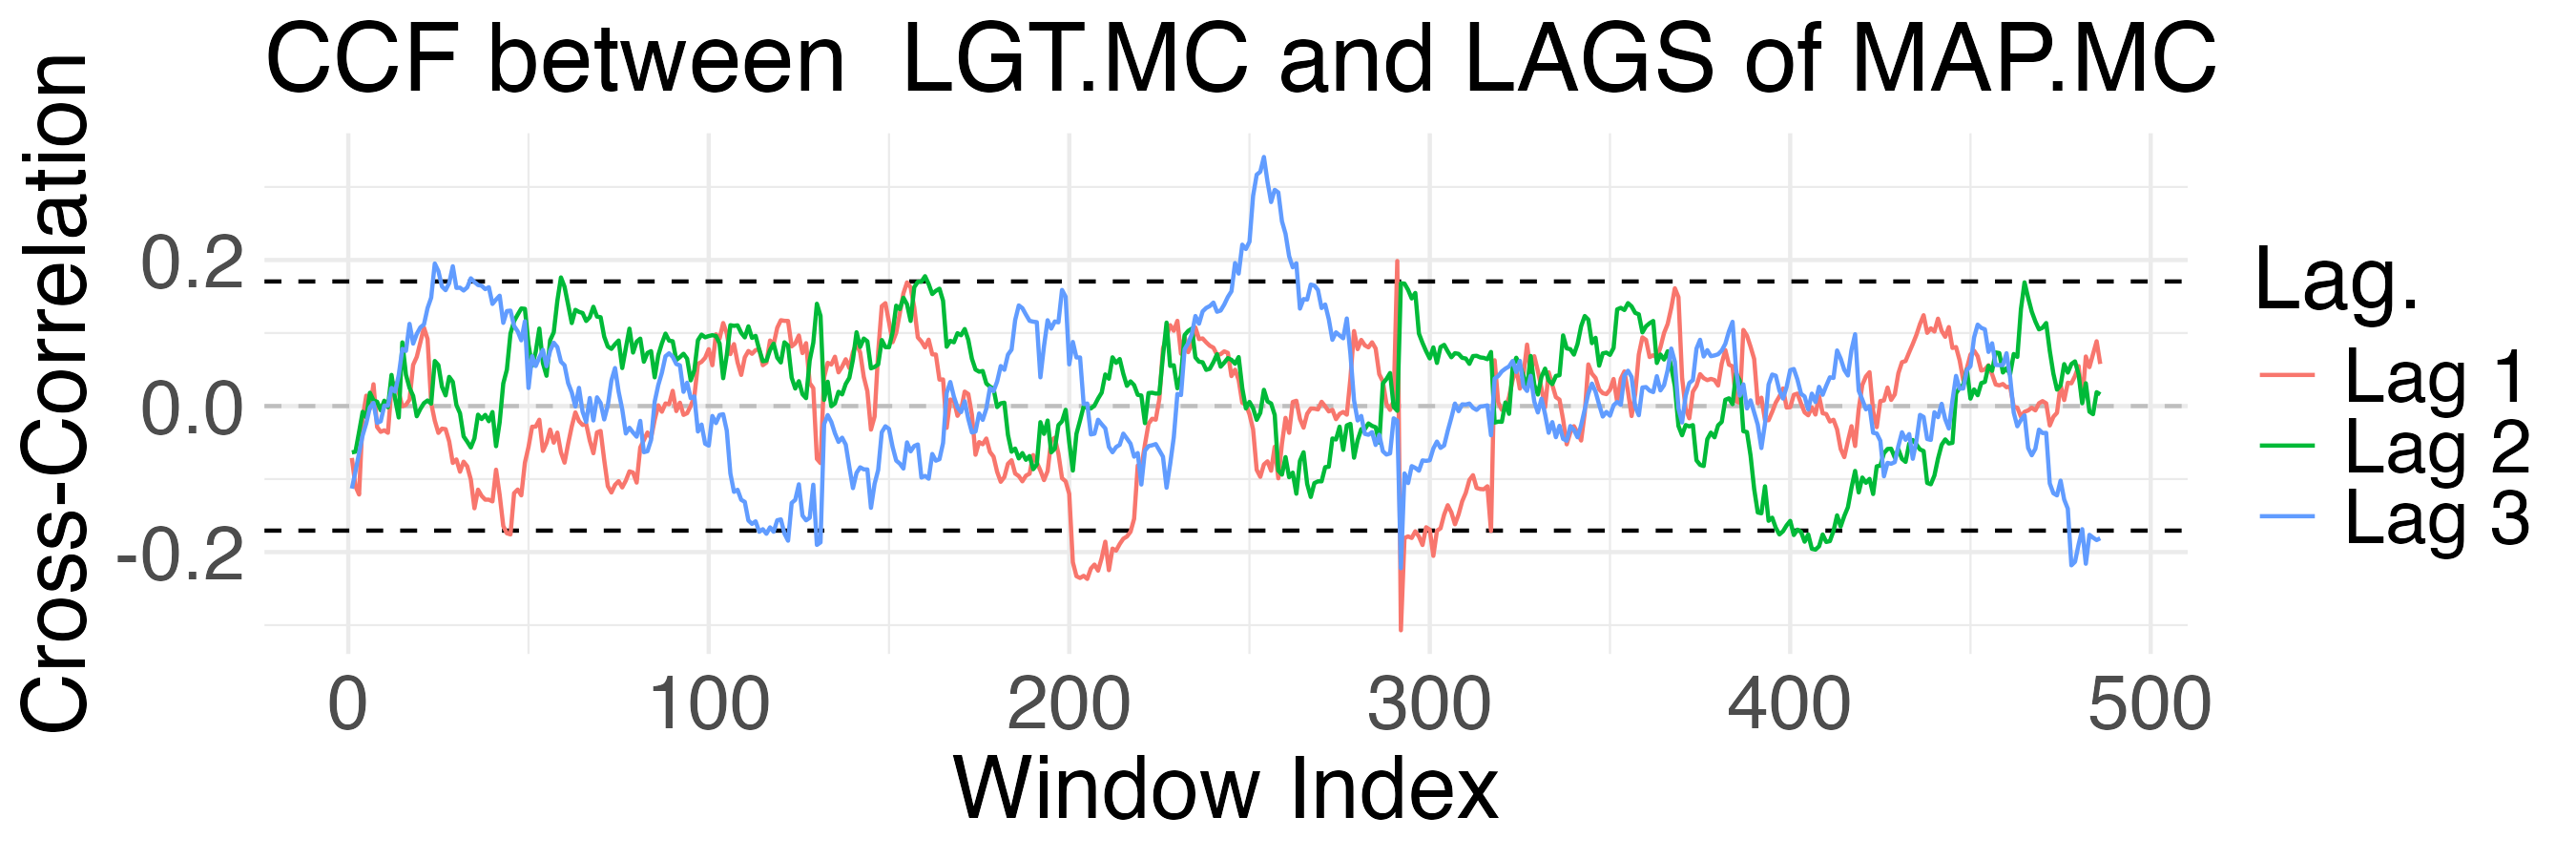 CCF between  LGT.MC and LAGS of MAP.MC
Cross-Correlation
0.2
0.0
-0.2
0 100 200 300 400 500
Window Index
Lag.
Lag 1
Lag 2
Lag 3